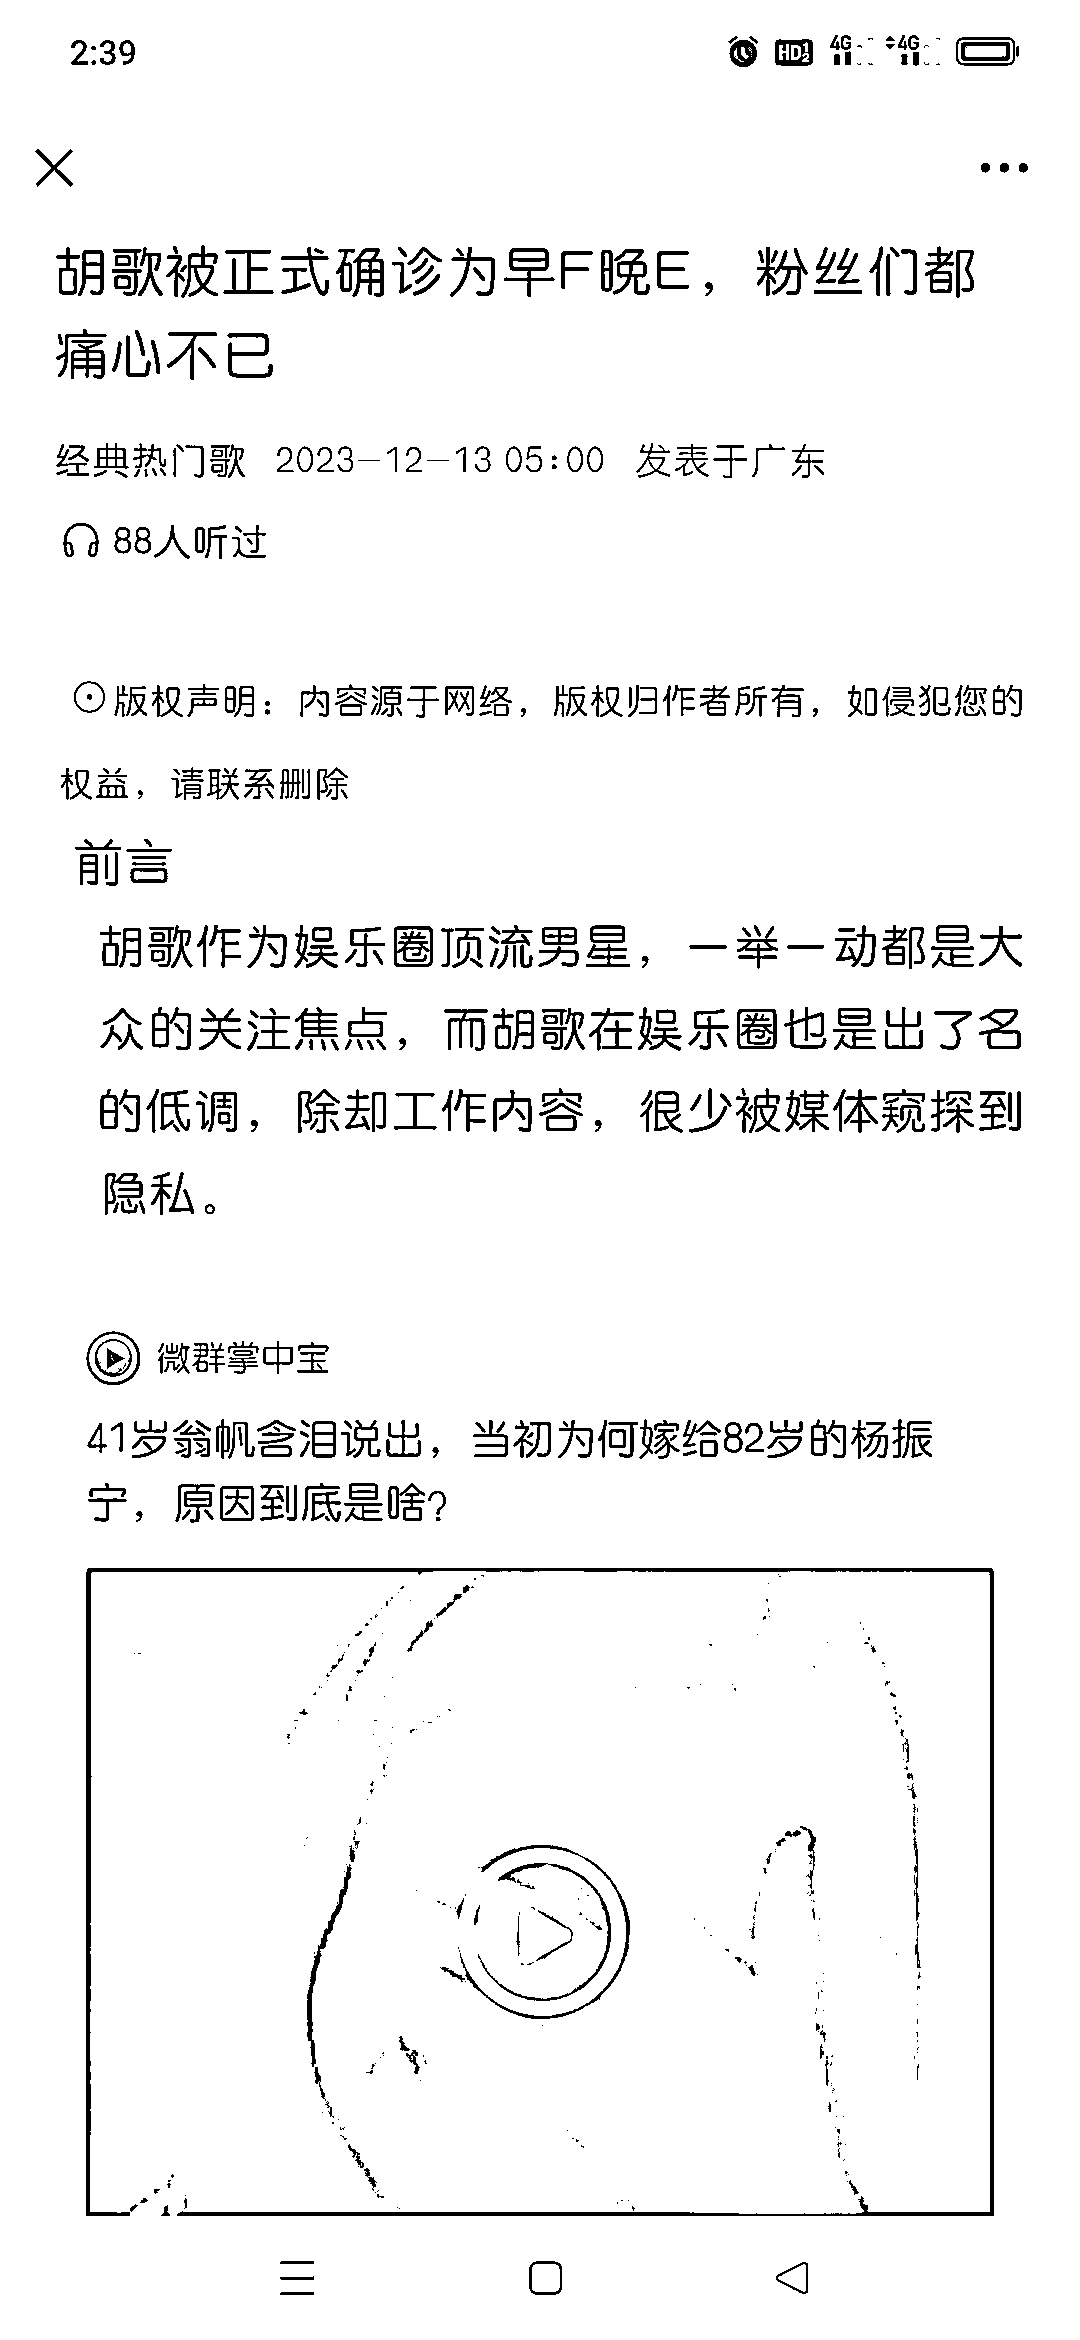 2:39
HD1 2 4G 4G
胡歌被正式确诊为早F晚E，粉丝们都
痛心不已
经典热门歌 2023-12-13 05:00 发表于广东
88人听过
版权声明：内容源于网络，版权归作者所有，如侵犯您的
权益，请联系删除
前言
胡歌作为娱乐圈顶流男星，一举一动都是大
众的关注焦点，而胡歌在娱乐圈也是出了名
的低调，除却工作内容，很少被媒体窥探到
隐私。
微群掌中宝
41岁翁帆含泪说出，当初为何嫁给82岁的杨振
宁，原因到底是啥?